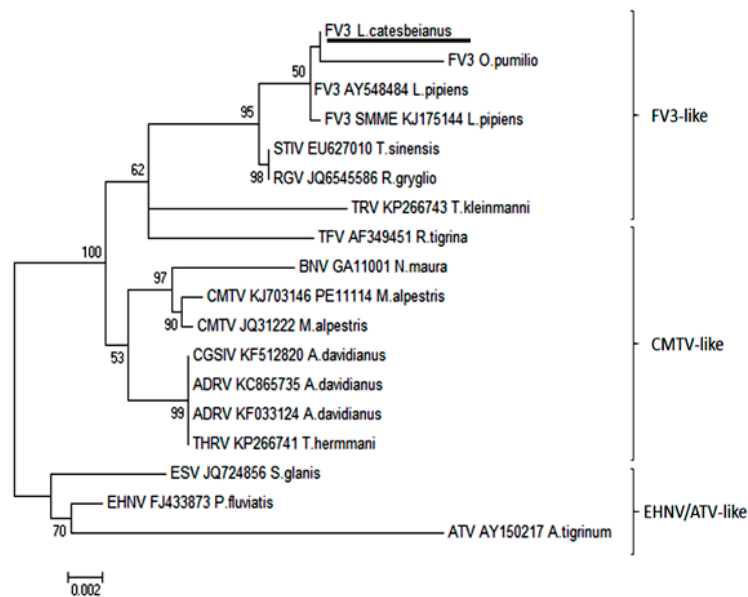 FV3 L.catesbeianus
FV3 O.pumilio
50
FV3 AY548484 L.pipiens
95
FV3 SMME KJ175144 L.pipiens
FV3-like
STIV EU627010 T.sinensis
98
RGV JQ6545586 R.gryglio
62
TRV KP266743 T.kleinmanni
TFV AF349451 R.tigrina
100
BNV GA11001 N.maura
97
CMTV KJ703146 PE11114 M.alpestris
90
CMTV JQ31222 M.alpestris
53
CGSIV KF512820 A.davidianus
CMTV-like
ADRV KC865735 A.davidianus
99
ADRV KF033124 A.davidianus
THRV KP266741 T.hermmani
ESV JQ724856 S.glanis
EHNV FJ433873 P.fluviatis
EHNV/ATV-like
70
ATV AY150217 A.tigrinum
0.002